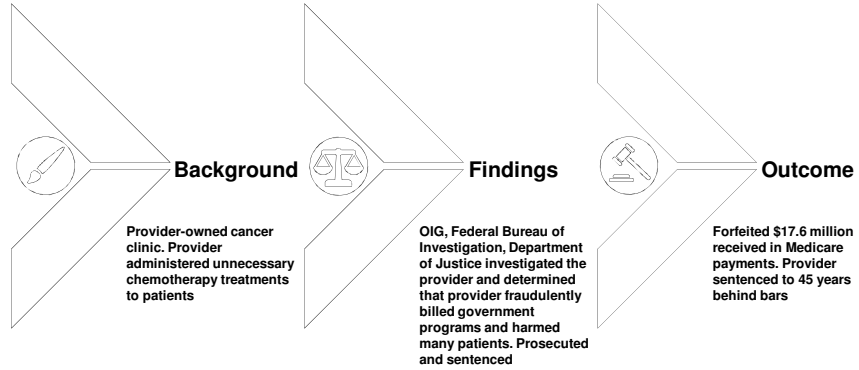 Background
Provider-owned cancer
clinic. Provider
administered unnecessary
chemotherapy treatments
to patients
Findings
OIG, Federal Bureau of
Investigation, Department
of Justice investigated the
provider and determined
that provider fraudulently
billed government
programs and harmed
many patients. Prosecuted
and sentenced
Outcome
Forfeited $17.6 million
received in Medicare
payments. Provider
sentenced to 45 years
behind bars